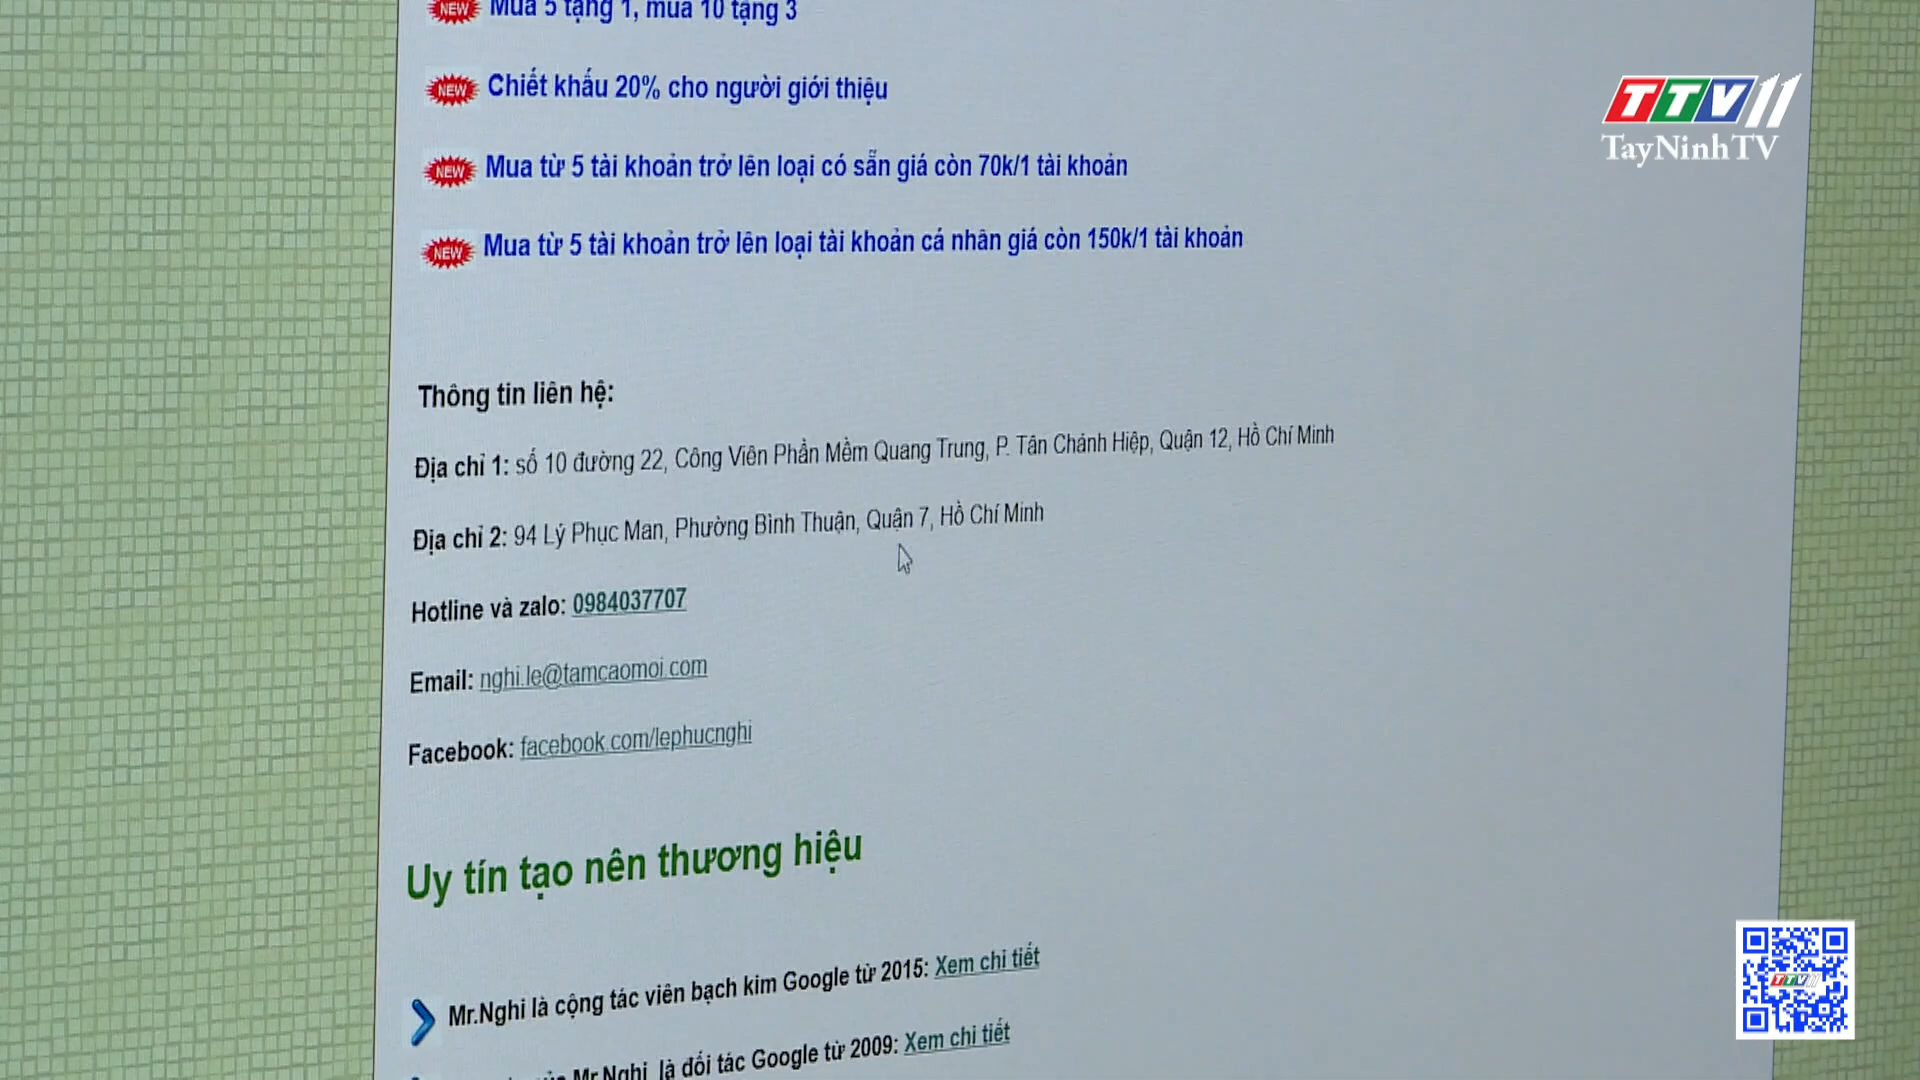 NEW Mua 5 tặng 1, mua 10 tặng 3
NEW Chiết khấu 20% cho người giới thiệu
NEW Mua từ 5 tài khoản trở lên loại có sẵn giá còn 70k/1 tài khoản
NEW Mua từ 5 tài khoản trở lên loại tài khoản cá nhân giá còn 150k/1 tài khoản
TTV11
TayNinhTV
Thông tin liên hệ:
Địa chỉ 1: số 10 đường 22, Công Viên Phần Mềm Quang Trung, P. Tân Chánh Hiệp, Quận 12, Hồ Chí Minh
Địa chỉ 2: 94 Lý Phục Man, Phường Bình Thuận, Quận 7, Hồ Chí Minh
Hotline và zalo: 0984037707
Email: nghi.le@tamcaomoi.com
Facebook: facebook.com/lephucnghi
Uy tín tạo nên thương hiệu
Mr.Nghi là cộng tác viên bạch kim Google từ 2015: Xem chi tiết
Mr.Nghi là đối tác Google từ 2009: Xem chi tiết
TTV11